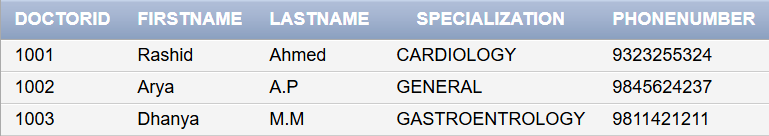 DOCTORID FIRSTNAME LASTNAME SPECIALIZATION PHONENUMBER
1001 Rashid Ahmed CARDIOLOGY 9323255324
1002 Arya A.P GENERAL 9845624237
1003 Dhanya M.M GASTROENTROLOGY 9811421211